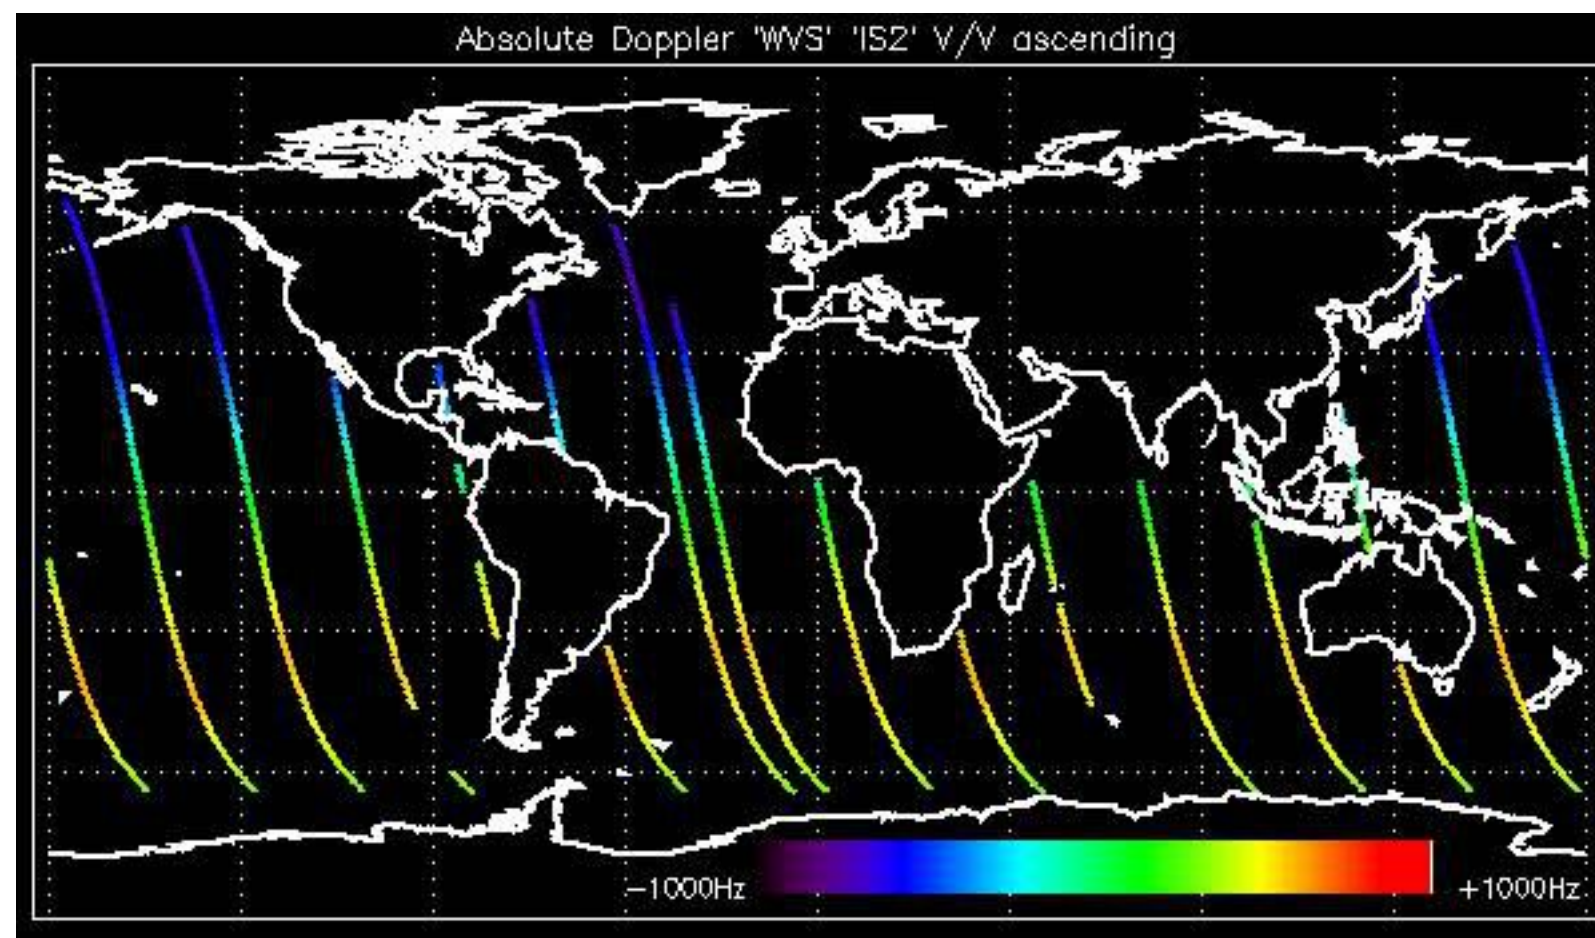 Absolute Doppler 'WVS' 'IS2' V/V ascending
−1000Hz +1000Hz